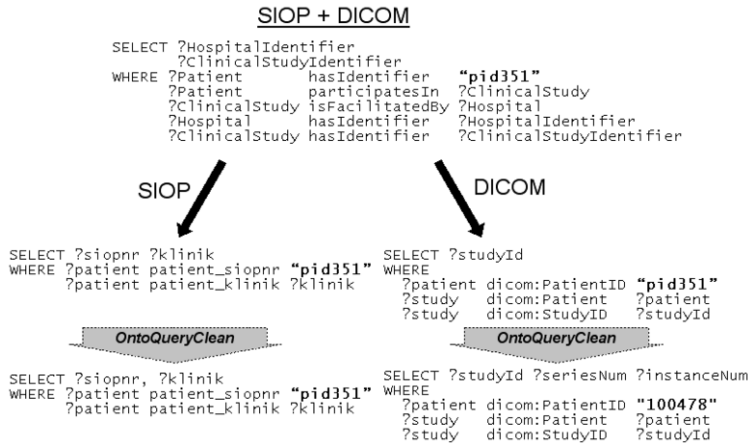 SIOP + DICOM
SELECT ?HospitalIdentifier
?ClinicalStudyIdentifier
WHERE ?Patient hasIdentifier “pid351”
?Patient participatesIn ?ClinicalStudy
?ClinicalStudy isFacilitatedBy ?Hospital
?Hospital hasIdentifier ?HospitalIdentifier
?ClinicalStudy hasIdentifier ?ClinicalStudyIdentifier
SIOP
DICOM
SELECT ?siopnr ?klinik
WHERE ?patient patient_siopnr “pid351”
?patient patient_klinik ?klinik
SELECT ?studyId
WHERE
?patient dicom:PatientID “pid351”
?study dicom:Patient ?patient
?study dicom:StudyID ?studyId
OntoQueryClean
OntoQueryClean
SELECT ?siopnr, ?klinik
WHERE ?patient patient_siopnr “pid351”
?patient patient_klinik ?klinik
SELECT ?studyId ?seriesNum ?instanceNum
WHERE
?patient dicom:PatientID "100478"
?study dicom:Patient ?patient
?study dicom:StudyID ?studyId